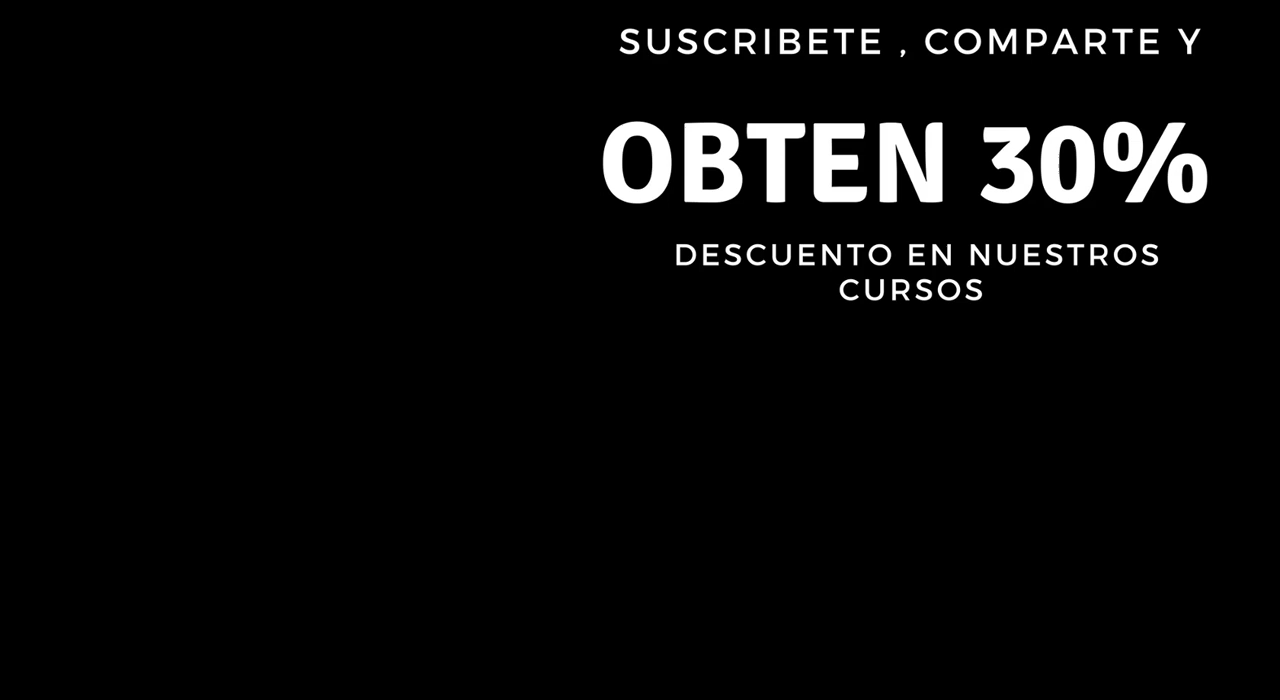 SUSCRIBETE , COMPARTE Y
OBTEN 30%
DESCUENTO EN NUESTROS
CURSOS